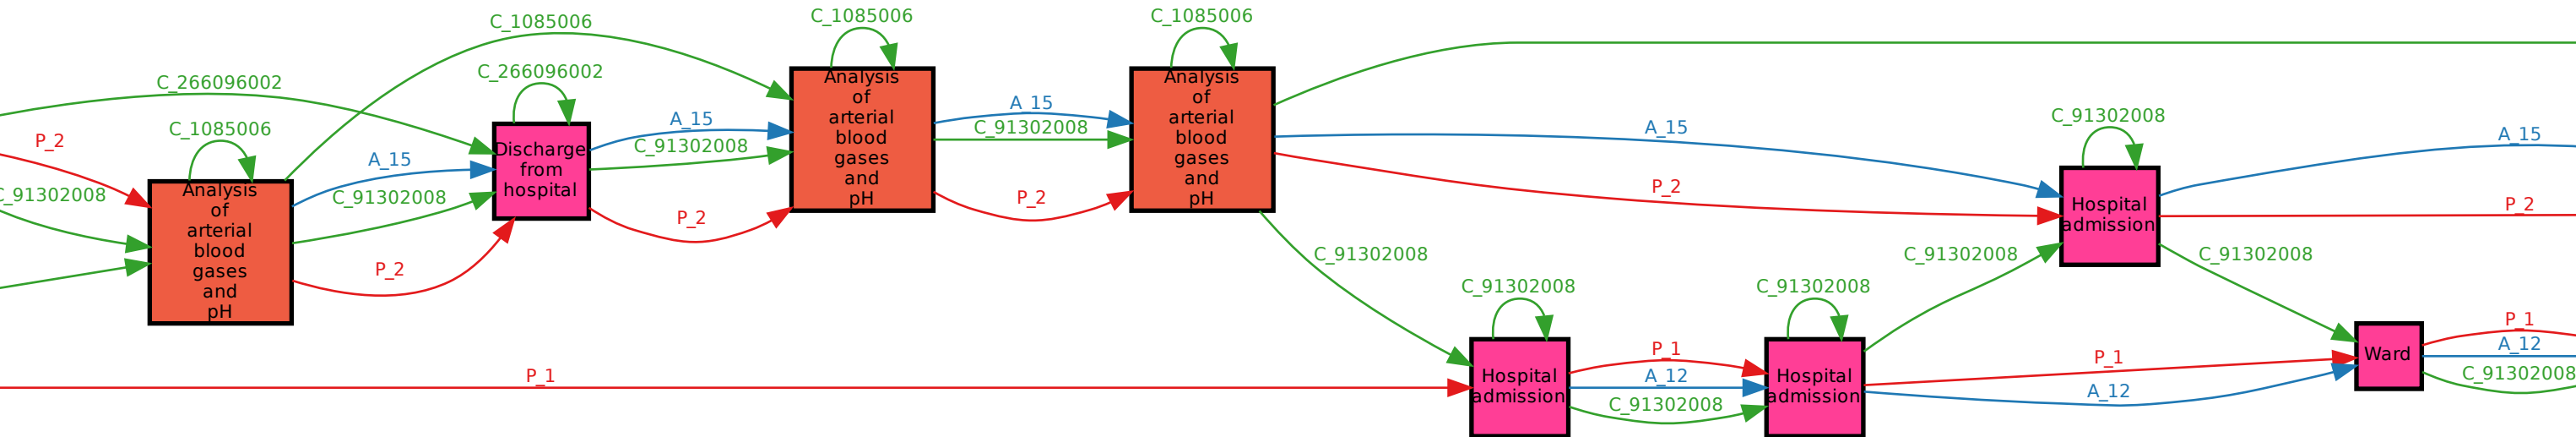 C_1085006
C_1085006
C_1085006
C_266096002
C_266096002
C_91302008
C_1085006
P_2
A_15
C_91302008
C_91302008
A_15
C_91302008
P_2
P_2
Analysis
of
arterial
blood
gases
and
pH
Discharge
from
hospital
Analysis
of
arterial
blood
gases
and
pH
A_15
C_91302008
P_2
Analysis
of
arterial
blood
gases
and
pH
A_15
P_2
C_91302008
Hospital
admission
A_15
P_2
C_91302008
C_91302008
C_91302008
C_91302008
P_1
Hospital
admission
P_1
A_12
C_91302008
Hospital
admission
P_1
A_12
Ward
P_1
A_12
C_91302008